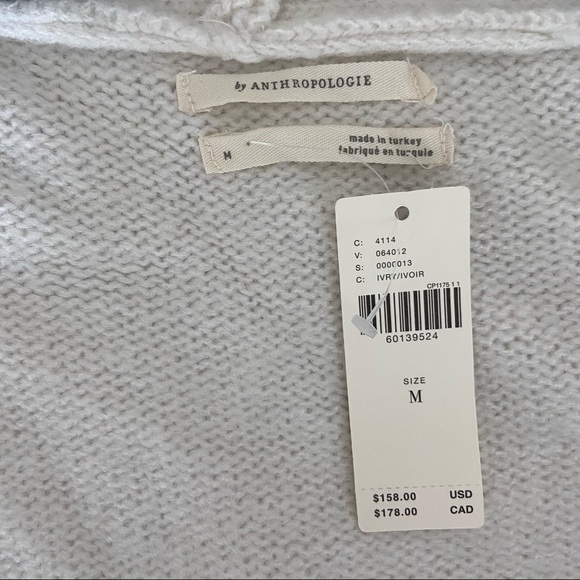 by ANTHROPOLOGIE
M
made in turkey
fabriqué en turquie
C: 4114
V: 064012
S: 0000013
C: IVRY/IVOIR
CP1175 1 1
60139524
SIZE
M
$158.00 USD
$178.00 CAD